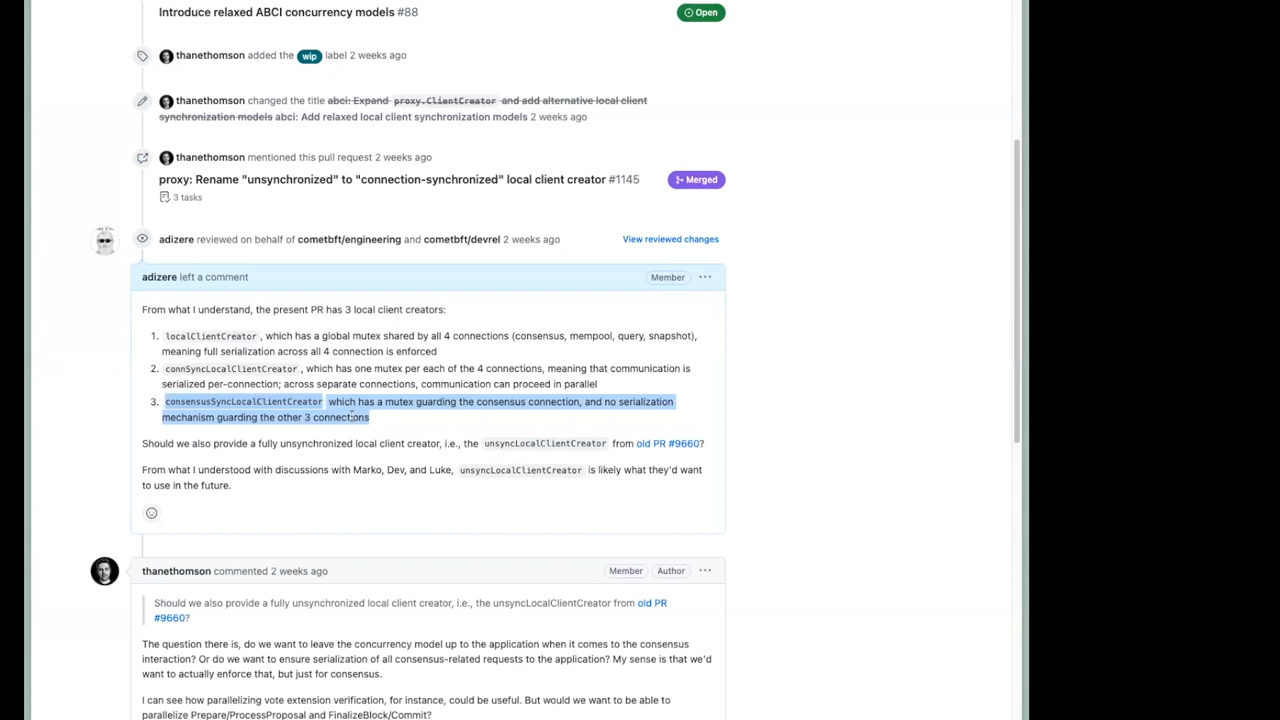 Introduce relaxed ABCI concurrency models #88
Open
thanethomson added the wip label 2 weeks ago
thanethomson changed the title abci: Expand proxy.ClientCreator and add alternative local client
synchronization models abci: Add relaxed local client synchronization models 2 weeks ago
thanethomson mentioned this pull request 2 weeks ago
proxy: Rename "unsynchronized" to "connection-synchronized" local client creator #1145
Merged
3 tasks
adizere reviewed on behalf of cometbft/engineering and cometbft/devrel 2 weeks ago
View reviewed changes
adizere left a comment
Member
From what I understand, the present PR has 3 local client creators:
1. localClientCreator , which has a global mutex shared by all 4 connections (consensus, mempool, query, snapshot),
meaning full serialization across all 4 connection is enforced
2. connSyncLocalClientCreator , which has one mutex per each of the 4 connections, meaning that communication is
serialized per-connection; across separate connections, communication can proceed in parallel
3. consensusSyncLocalClientCreator which has a mutex guarding the consensus connection, and no serialization
mechanism guarding the other 3 connections
Should we also provide a fully unsynchronized local client creator, i.e., the unsyncLocalClientCreator from old PR #9660?
From what I understood with discussions with Marko, Dev, and Luke, unsyncLocalClientCreator is likely what they'd want
to use in the future.
thanethomson commented 2 weeks ago
Member
Author
Should we also provide a fully unsynchronized local client creator, i.e., the unsyncLocalClientCreator from old PR
#9660?
The question there is, do we want to leave the concurrency model up to the application when it comes to the consensus
interaction? Or do we want to ensure serialization of all consensus-related requests to the application? My sense is that we'd
want to actually enforce that, but just for consensus.
I can see how parallelizing vote extension verification, for instance, could be useful. But would we want to be able to
parallelize Prepare/ProcessProposal and FinalizeBlock/Commit?